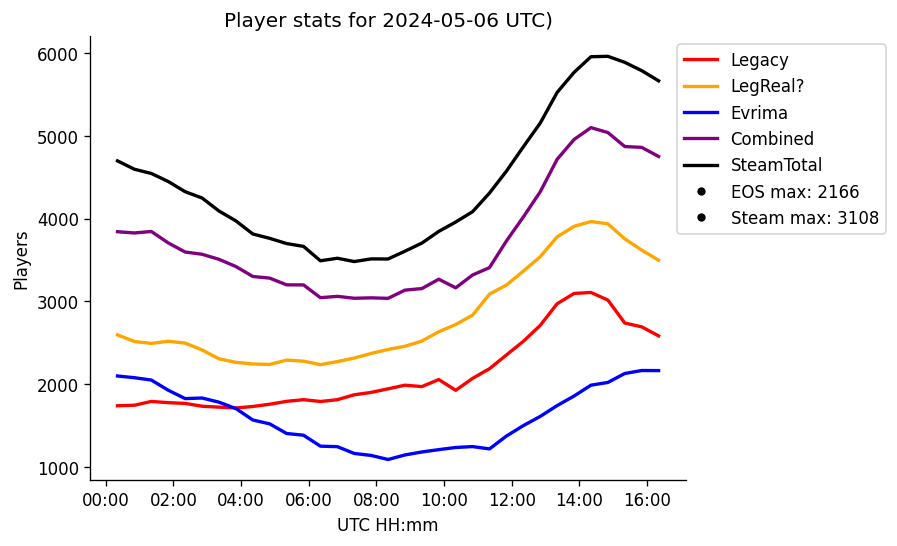 Player stats for 2024-05-06 UTC)
Legacy
LegReal?
Evrima
Combined
SteamTotal
EOS max: 2166
Steam max: 3108
Players
6000
5000
4000
3000
2000
1000
00:00 02:00 04:00 06:00 08:00 10:00 12:00 14:00 16:00
UTC HH:mm